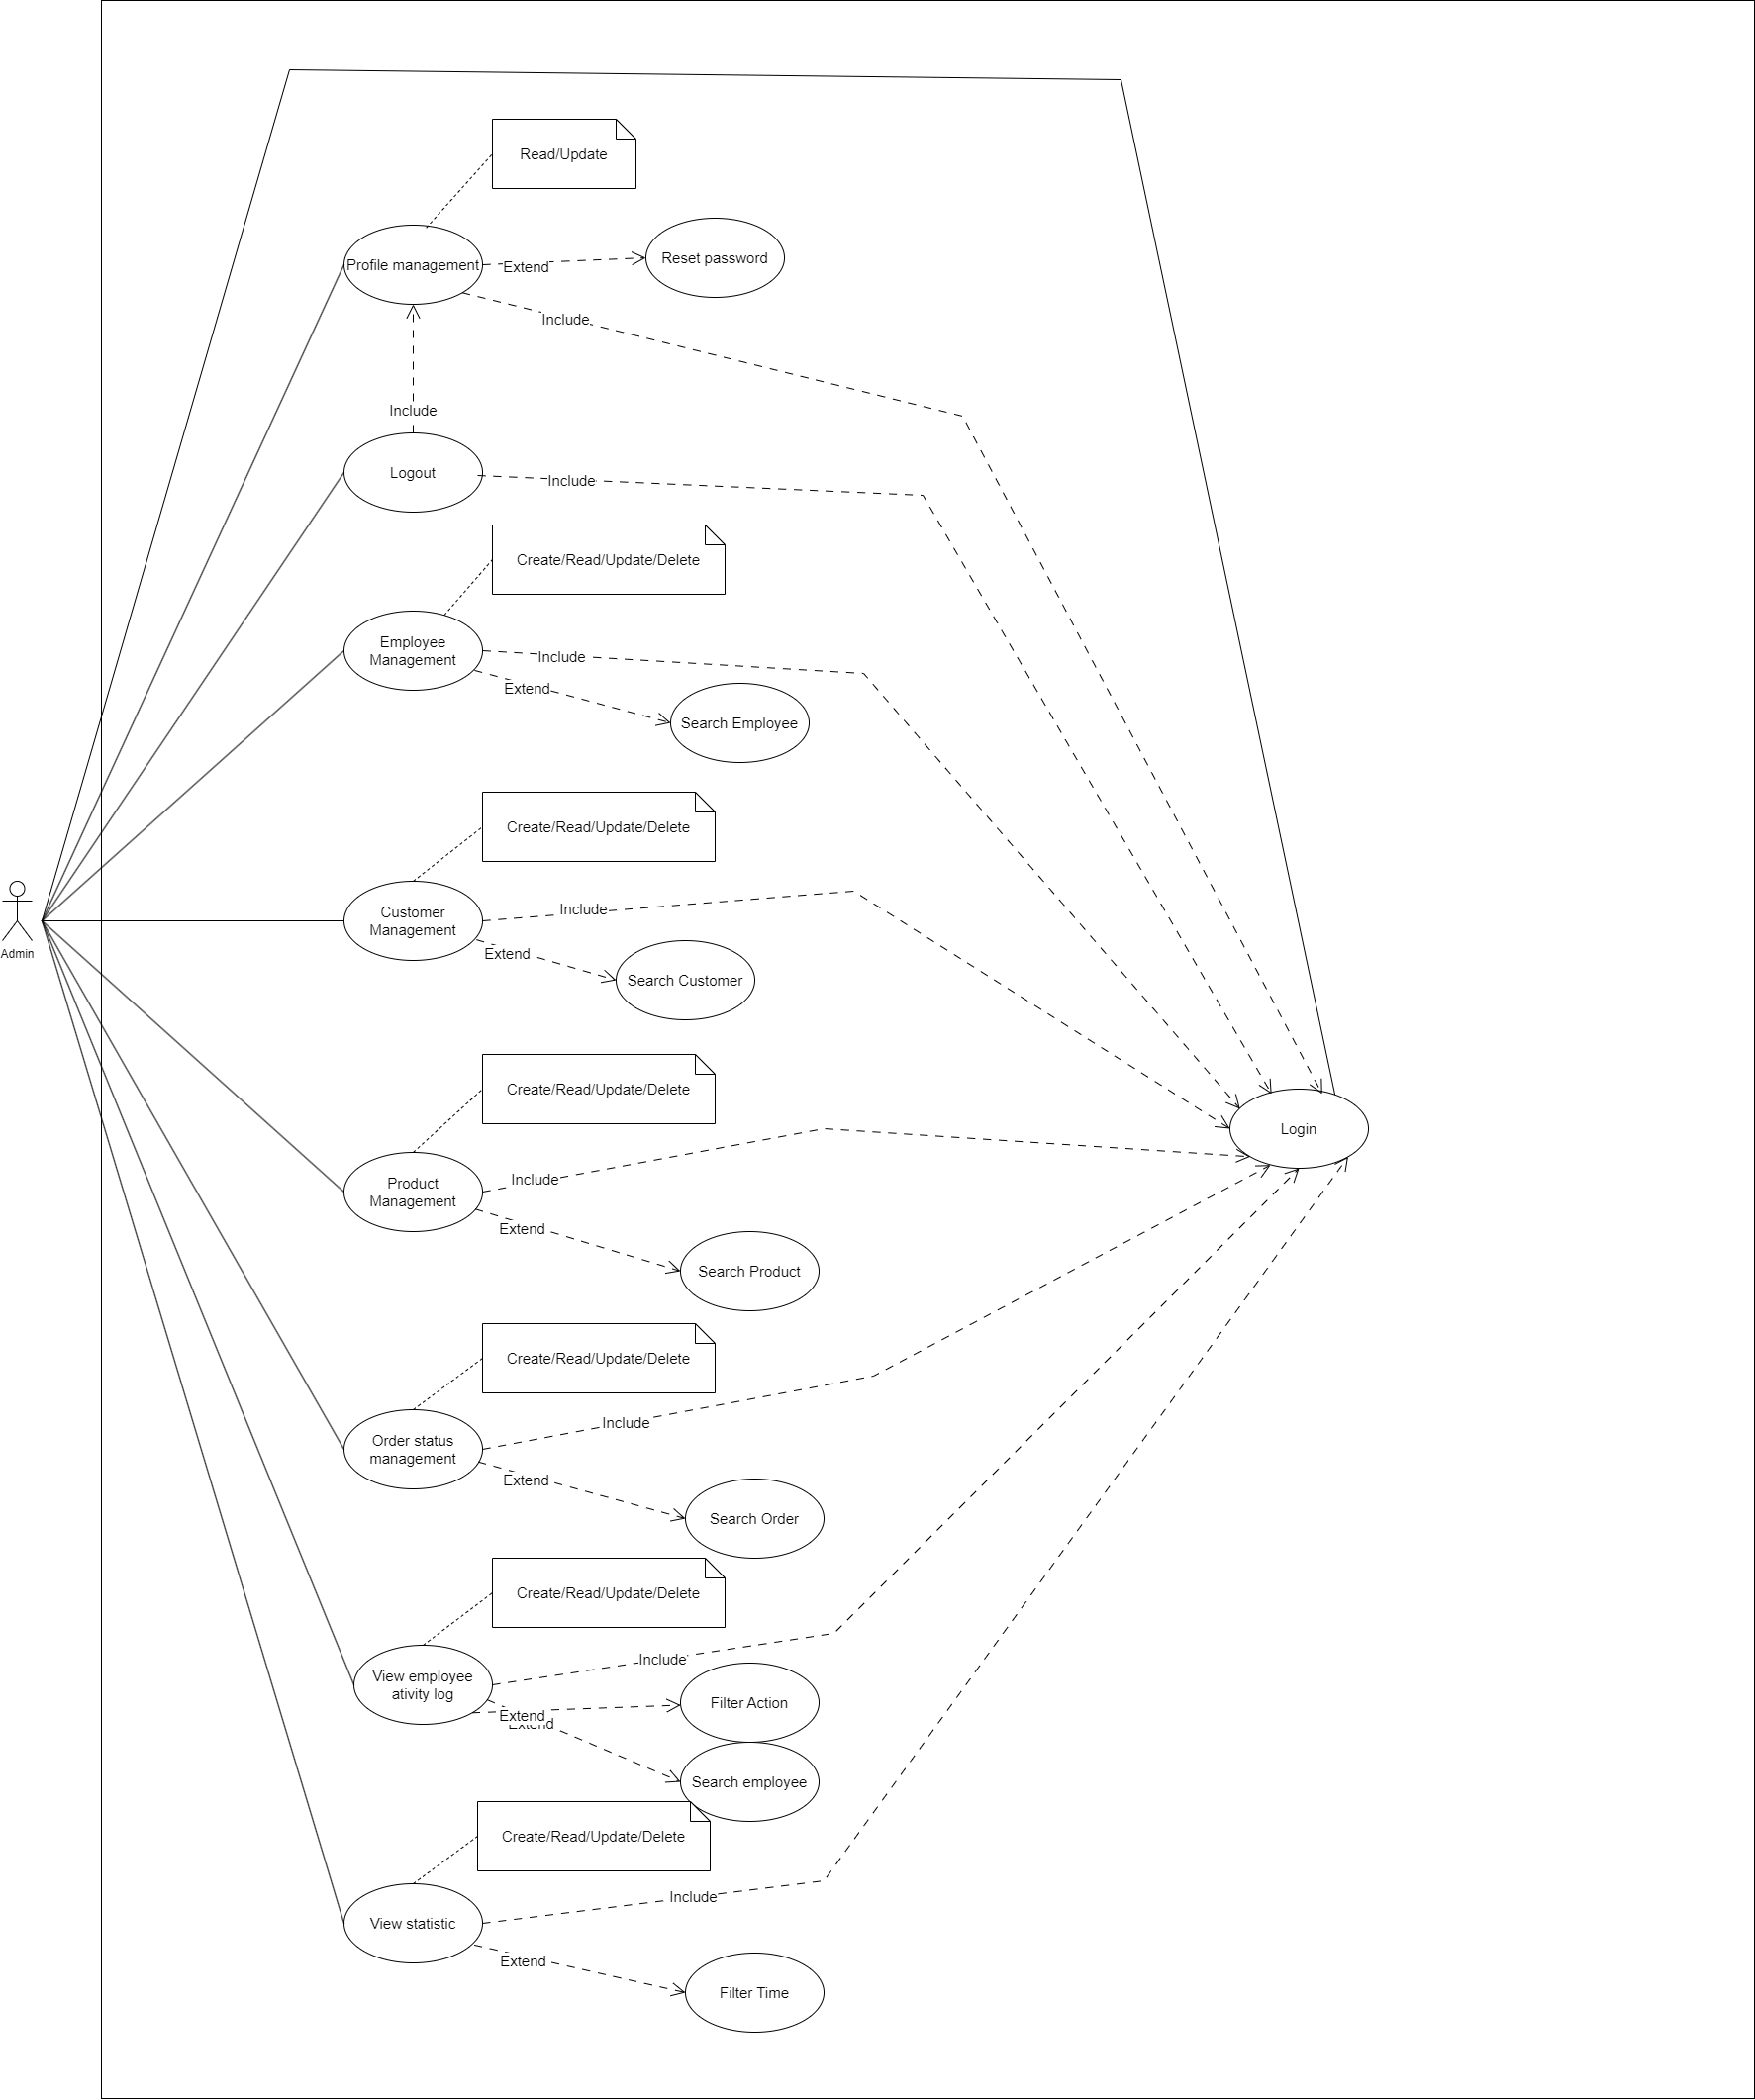 Read/Update
Profile management
Extend
Reset password
Include
Include
Logout
Include
Create/Read/Update/Delete
Employee
Management
Include
Extend
Search Employee
Create/Read/Update/Delete
Customer
Management
Include
Extend
Search Customer
Admin
Create/Read/Update/Delete
Login
Product
Management
Include
Extend
Search Product
Create/Read/Update/Delete
Order status
management
Include
Extend
Search Order
Create/Read/Update/Delete
View employee
ativity log
Include
Extend
Extend
Filter Action
Search employee
Create/Read/Update/Delete
View statistic
Include
Extend
Filter Time